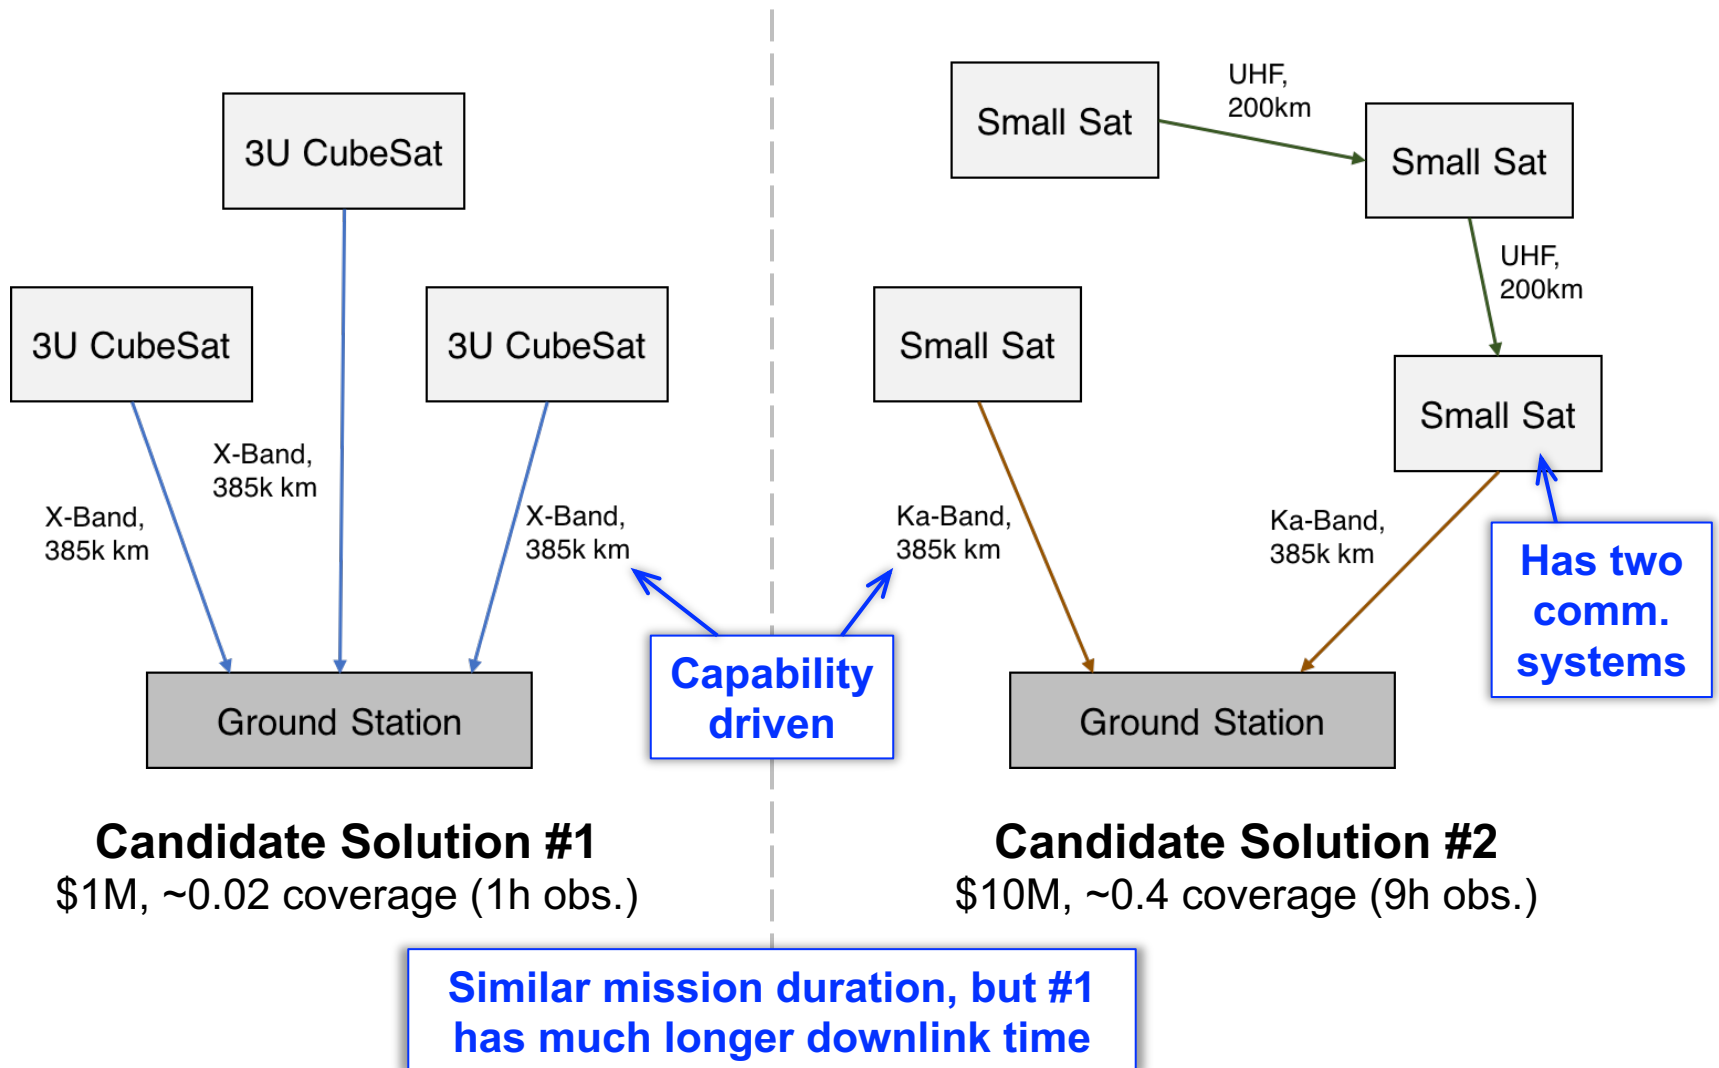 3U CubeSat
3U CubeSat
3U CubeSat
X-Band,
385k km
X-Band,
385k km
X-Band,
385k km
Ground Station
Candidate Solution #1
$1M, ~0.02 coverage (1h obs.)
Capability
driven
Small Sat
UHF,
200km
Small Sat
UHF,
200km
Small Sat
Small Sat
Ka-Band,
385k km
Ka-Band,
385k km
Has two
comm.
systems
Ground Station
Candidate Solution #2
$10M, ~0.4 coverage (9h obs.)
Similar mission duration, but #1
has much longer downlink time